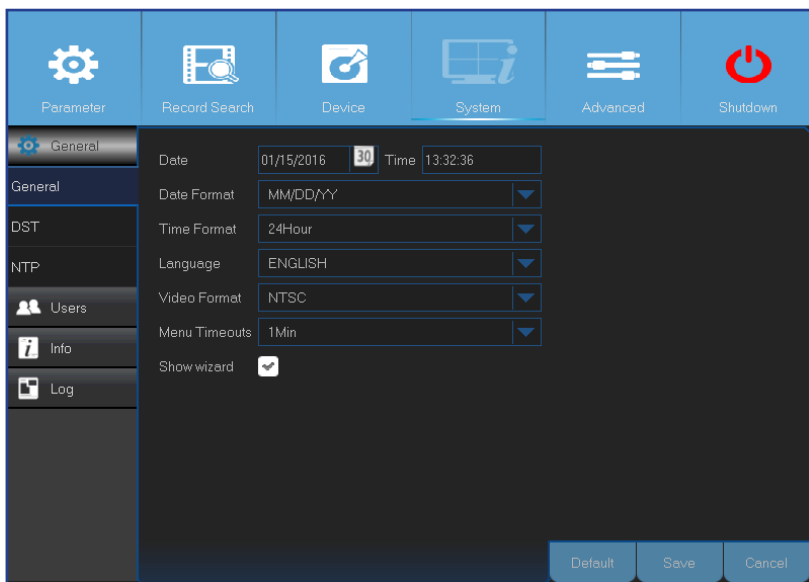 Parameter Record Search Device System Advanced Shutdown
General
General
DST
NTP
Users
Info
Log
Date 01/15/2016 30 Time 13:32:36
Date Format MM/DD/YY
Time Format 24Hour
Language ENGLISH
Video Format NTSC
Menu Timeouts 1Min
Show wizard
Default Save Cancel